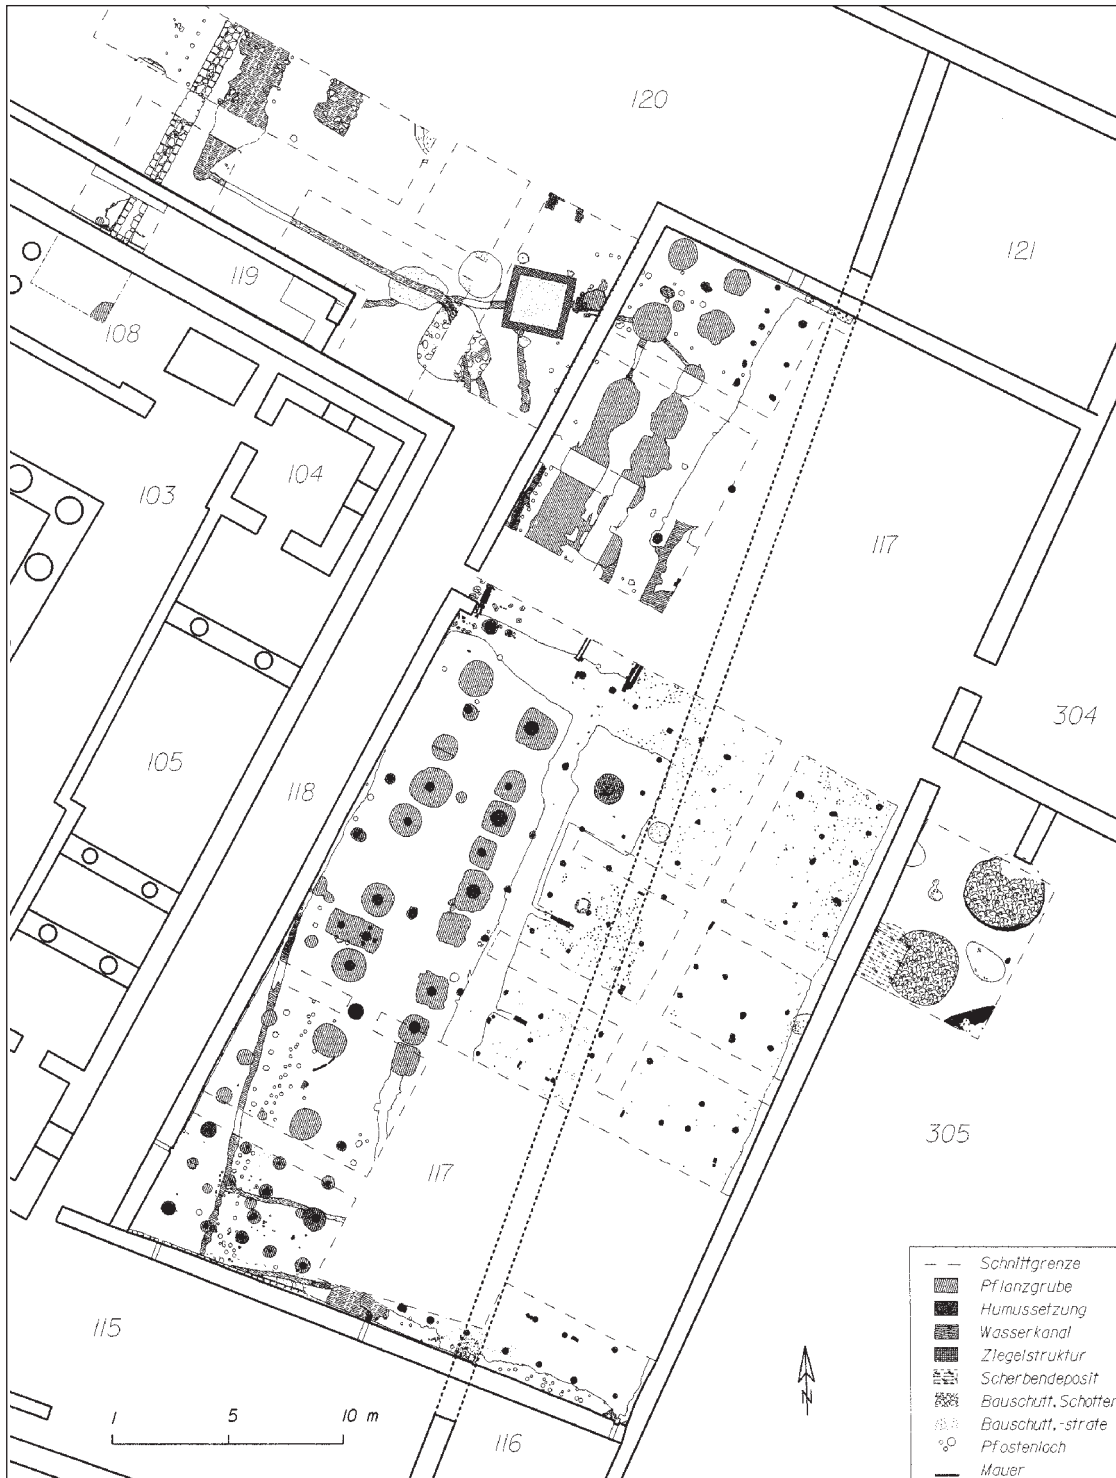 120
121
119
108
104
103
117
304
105
118
305
117
115
116
1 5 10 m
N
Schnittgrenze
Pflanzgrube
Humussetzung
Wasserkanal
Ziegelstruktur
Scherbendeposit
Bauschutt, Schotter
Bauschutt, -strate
Pfostenloch
Mauer